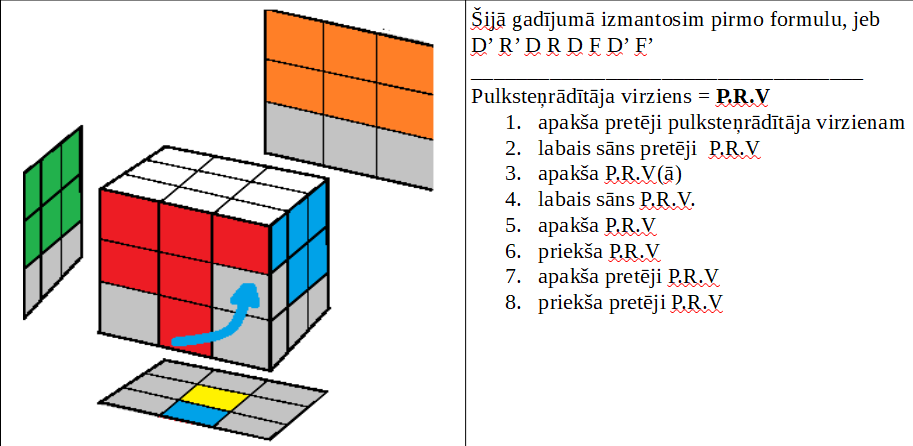 Šijā gadījumā izmantosim pirmo formulu, jeb
D’ R’ D R D F D’ F’
Pulksteņrādītāja virziens = P.R.V
1. apakša pretēji pulksteņrādītāja virzienam
2. labais sāns pretēji P.R.V
3. apakša P.R.V(ā)
4. labais sāns P.R.V.
5. apakša P.R.V
6. priekša P.R.V
7. apakša pretēji P.R.V
8. priekša pretēji P.R.V